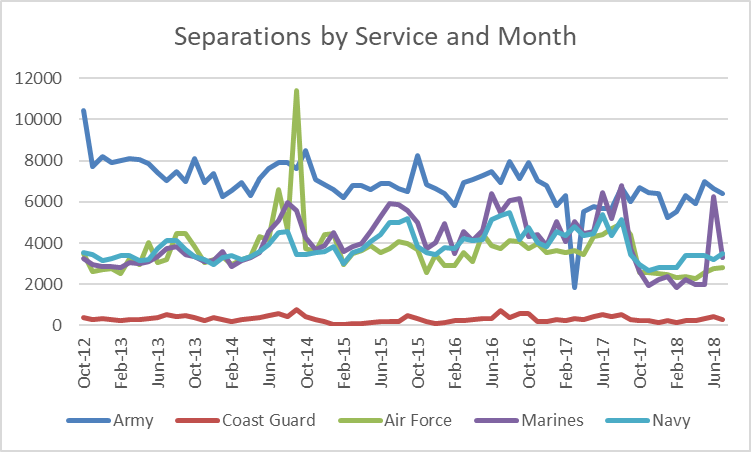 Separations by Service and Month
12000
10000
8000
6000
4000
2000
0
Oct-12
Feb-13
Jun-13
Oct-13
Feb-14
Jun-14
Oct-14
Feb-15
Jun-15
Oct-15
Feb-16
Jun-16
Oct-16
Feb-17
Jun-17
Oct-17
Feb-18
Jun-18
Army Coast Guard Air Force Marines Navy